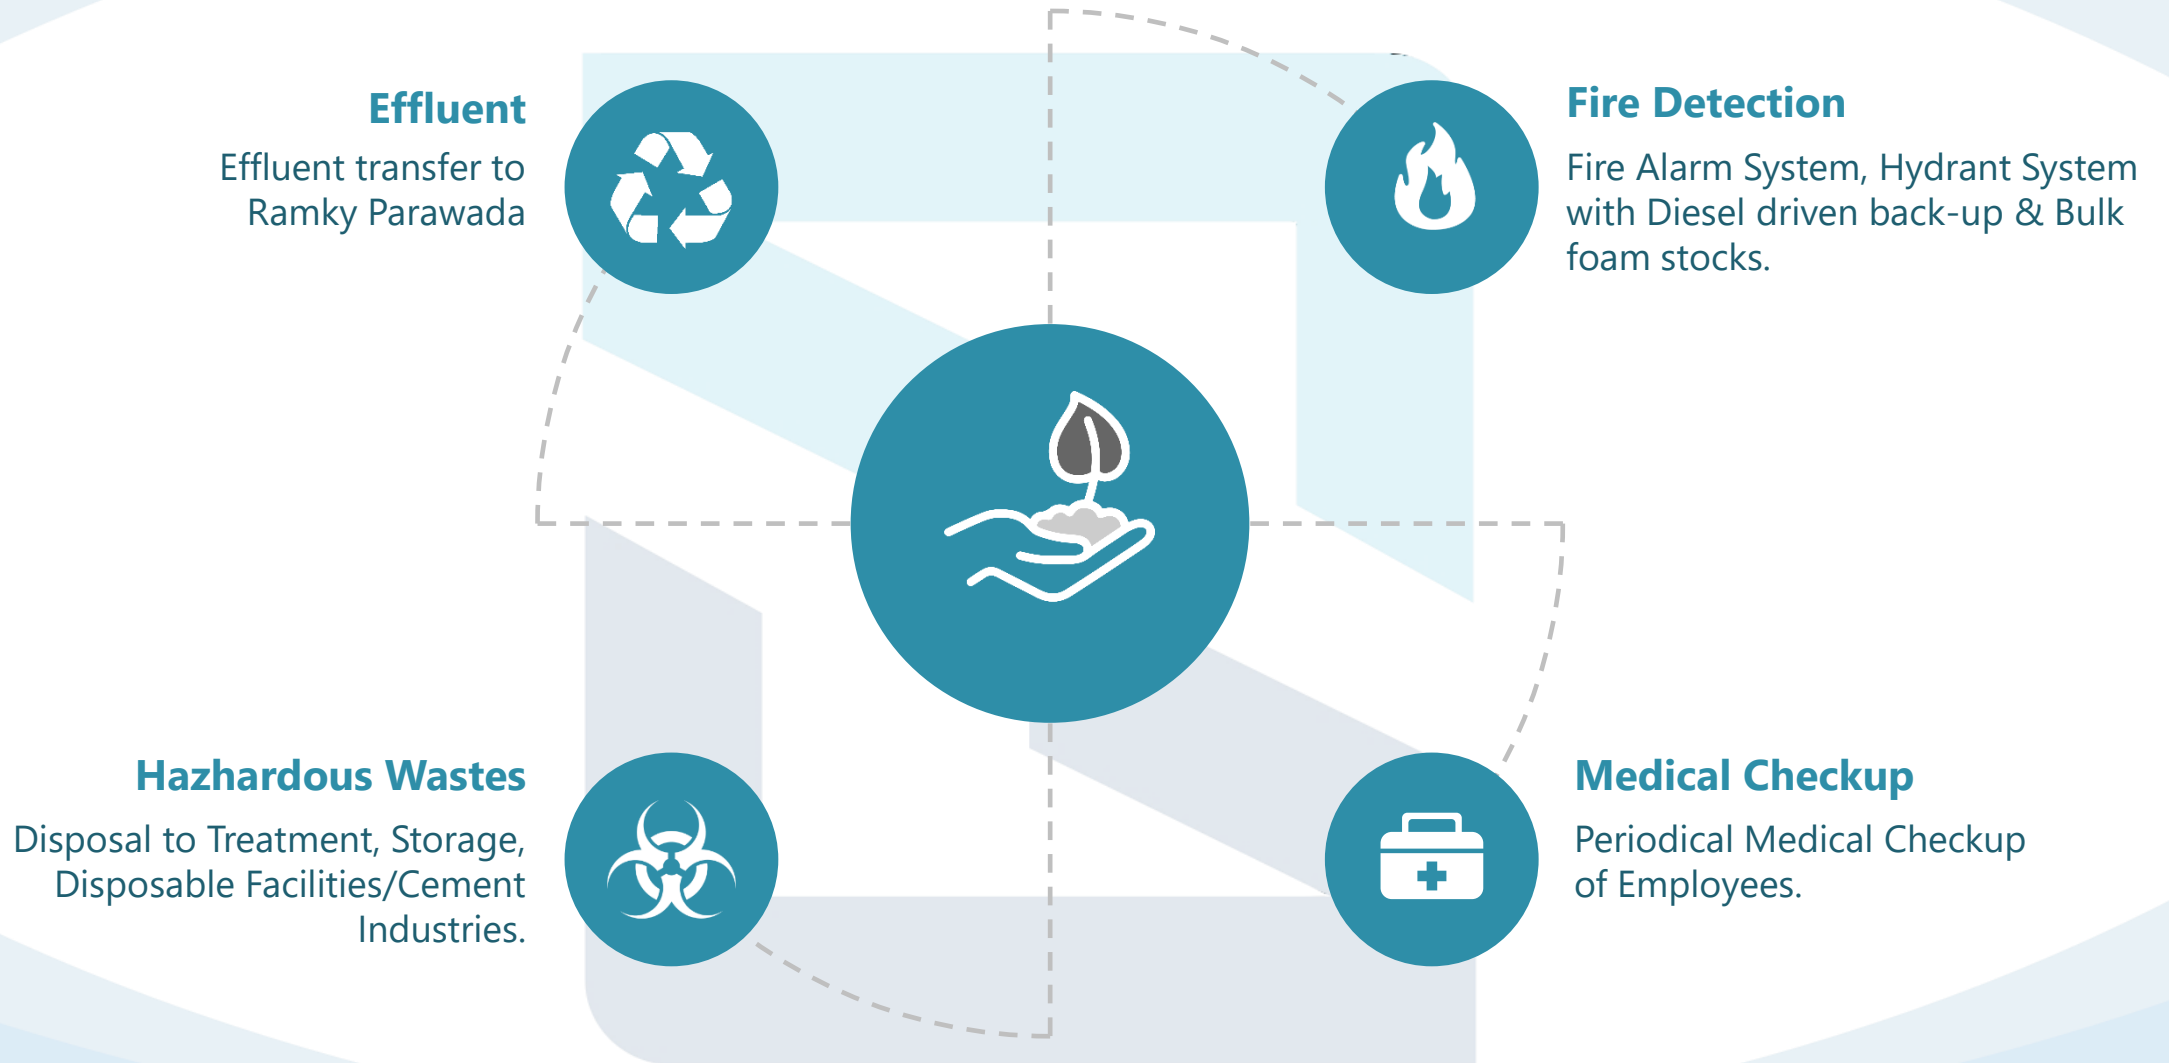 Effluent
Effluent transfer to
Ramky Parawada
Fire Detection
Fire Alarm System, Hydrant System
with Diesel driven back-up & Bulk
foam stocks.
Hazhardous Wastes
Disposal to Treatment, Storage,
Disposable Facilities/Cement
Industries.
Medical Checkup
Periodical Medical Checkup
of Employees.